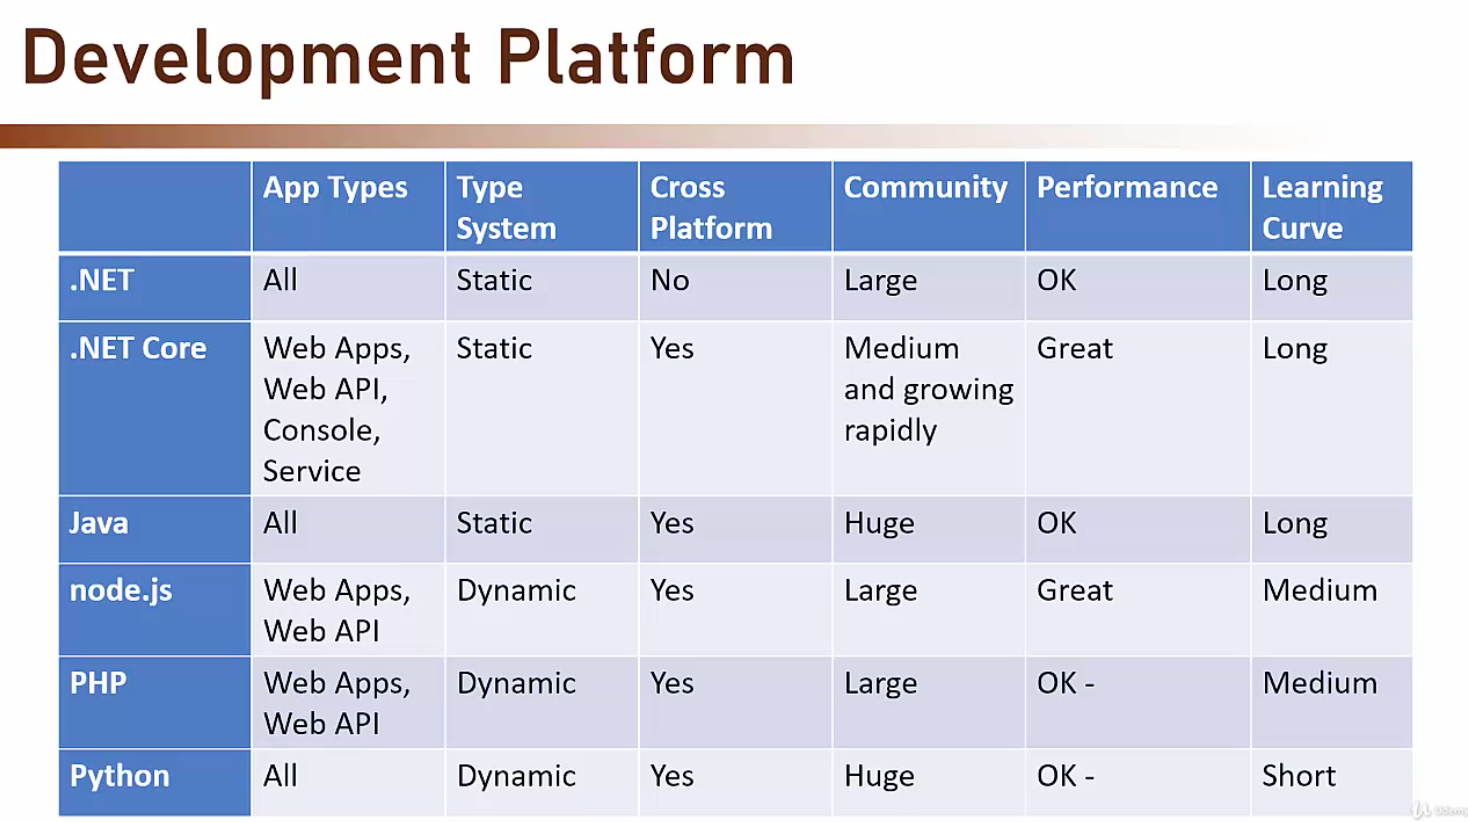 Development Platform
App Types Type System Cross Platform Community Performance Learning Curve
.NET All Static No Large OK Long
.NET Core Web Apps, Web API, Console, Service Static Yes Medium and growing rapidly Great Long
Java All Static Yes Huge OK Long
node.js Web Apps, Web API Dynamic Yes Large Great Medium
PHP Web Apps, Web API Dynamic Yes Large OK - Medium
Python All Dynamic Yes Huge OK - Short
Udemy